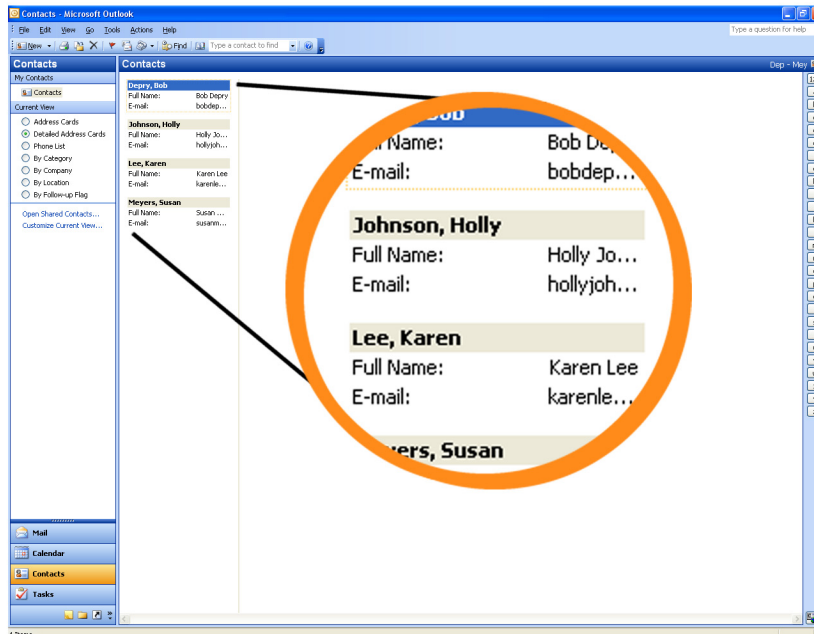 Contacts - Microsoft Outlook
File Edit View Go Tools Actions Help
Type a question for help
New Find Type a contact to find
Contacts
My Contacts
Contacts
Current View
Address Cards
Detailed Address Cards
Phone List
By Category
By Company
By Location
By Follow-up Flag
Open Shared Contacts...
Customize Current View...
Mail
Calendar
Contacts
Tasks
Contacts Dep - Mey
Depry, Bob
Full Name: Bob Depry
E-mail: bobdep...
Johnson, Holly
Full Name: Holly Jo...
E-mail: hollyjoh...
Lee, Karen
Full Name: Karen Lee
E-mail: karenle...
Meyers, Susan
Full Name: Susan ...
E-mail: susanm...
Bob
Name: Bob De
E-mail: bobdep...
Johnson, Holly
Full Name: Holly Jo...
E-mail: hollyjoh...
Lee, Karen
Full Name: Karen Lee
E-mail: karenle...
yers, Susan